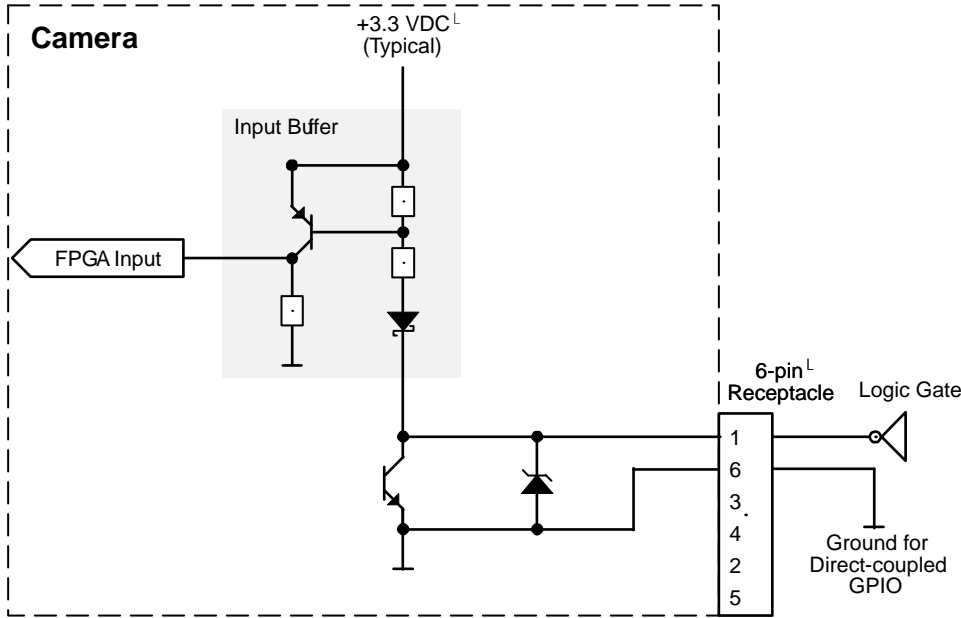 Camera
+3.3 VDC└
(Typical)
Input Buffer
FPGA Input
6-pin└
Receptacle
Logic Gate
1
6
3
4
2
5
Ground for
Direct-coupled
GPIO